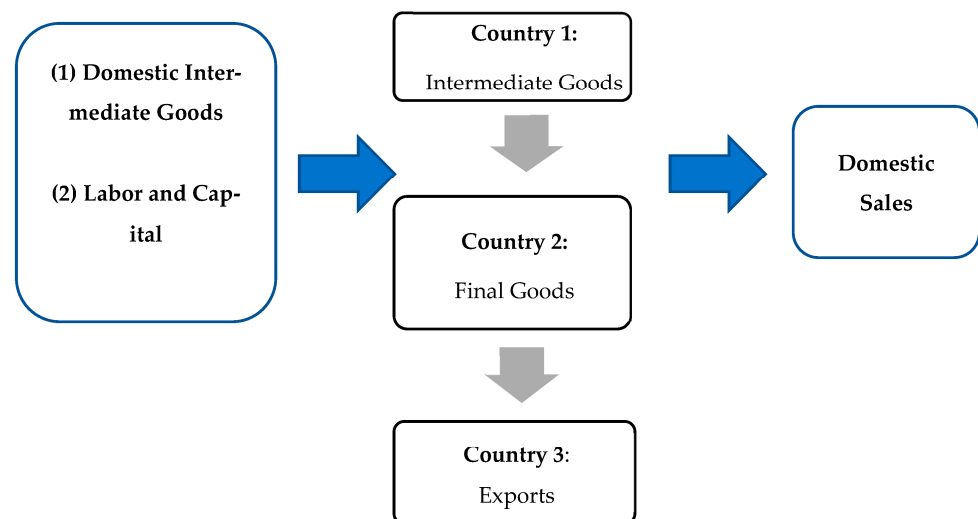 (1) Domestic Inter-
mediate Goods
(2) Labor and Cap-
ital
Country 1:
Intermediate Goods
Country 2:
Final Goods
Country 3:
Exports
Domestic
Sales